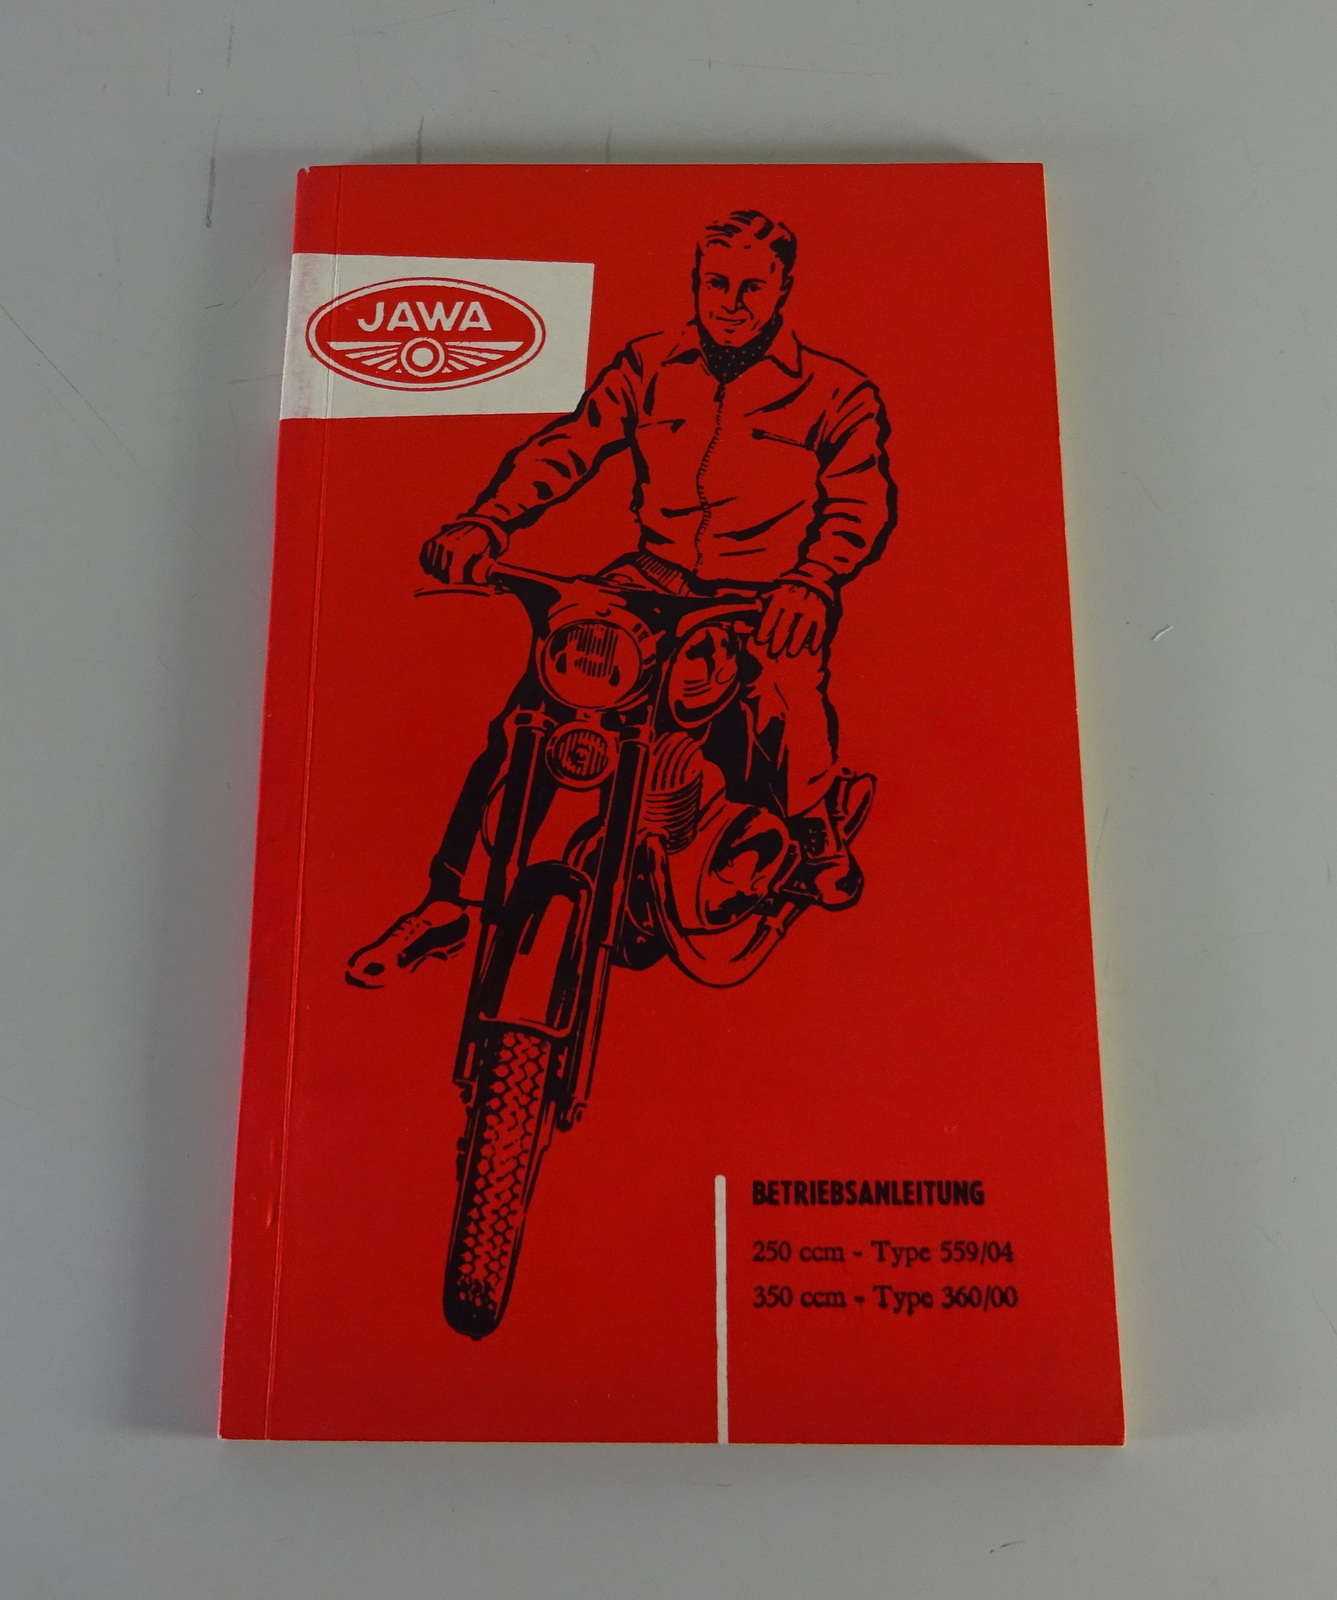 JAWA
BETRIEBSANLEITUNG
250 ccm - Type 559/04
350 ccm - Type 360/00